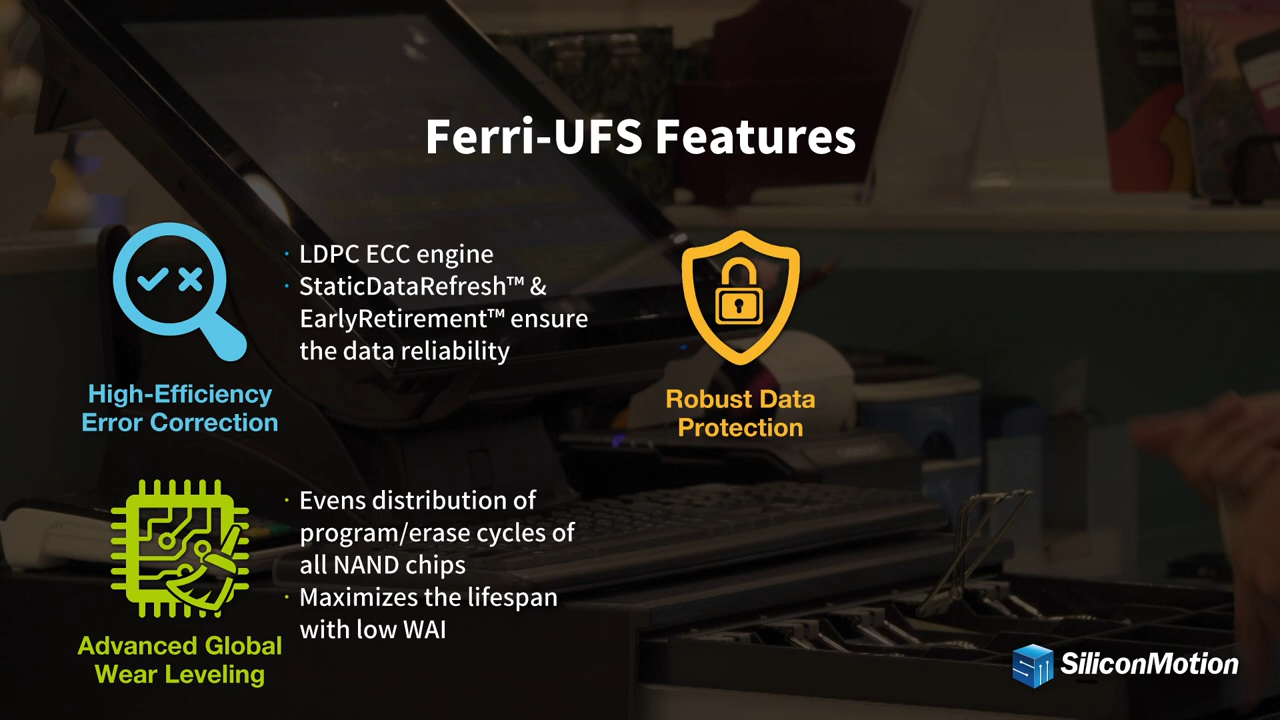 Ferri-UFS Features
· LDPC ECC engine
· StaticDataRefresh™ &
EarlyRetirement™ ensure
the data reliability
High-Efficiency
Error Correction
Robust Data
Protection
· Evens distribution of
program/erase cycles of
all NAND chips
· Maximizes the lifespan
with low WAI
Advanced Global
Wear Leveling
SiliconMotion